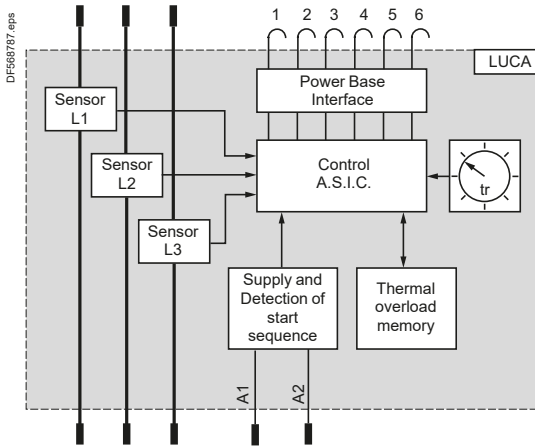 DF568787.eps
1 2 3 4 5 6
LUCA
Power Base
Interface
Sensor
L1
Sensor
L2
Sensor
L3
Control
A.S.I.C.
tr
Supply and
Detection of
start
sequence
Thermal
overload
memory
A1
A2